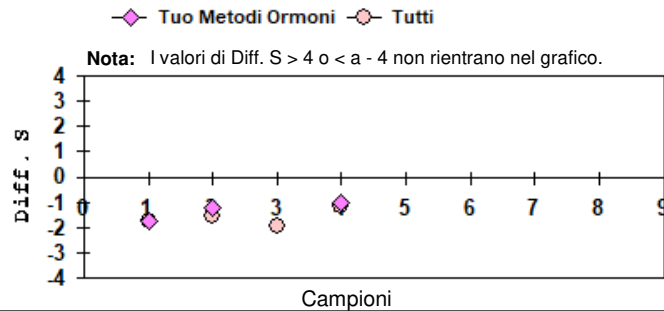 Tuo Metodi Ormoni Tutti
Nota: I valori di Diff. S > 4 o < a - 4 non rientrano nel grafico.
4
3
2
1
0
-1
-2
-3
-4
Diff. S
0 1 2 3 4 5 6 7 8 9
Campioni